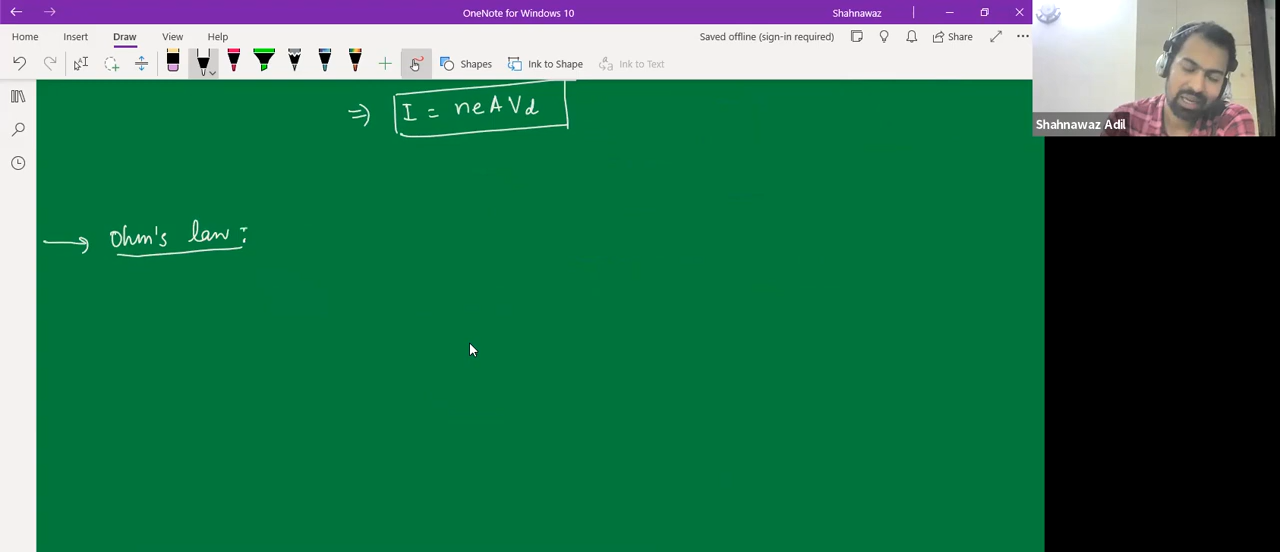 OneNote for Windows 10
Shahnawaz
Home Insert Draw View Help
Saved offline (sign-in required)
Share
Shapes
Ink to Shape
Ink to Text
⇒ I = neAVd
Shahnawaz Adil
→ Ohm's law :